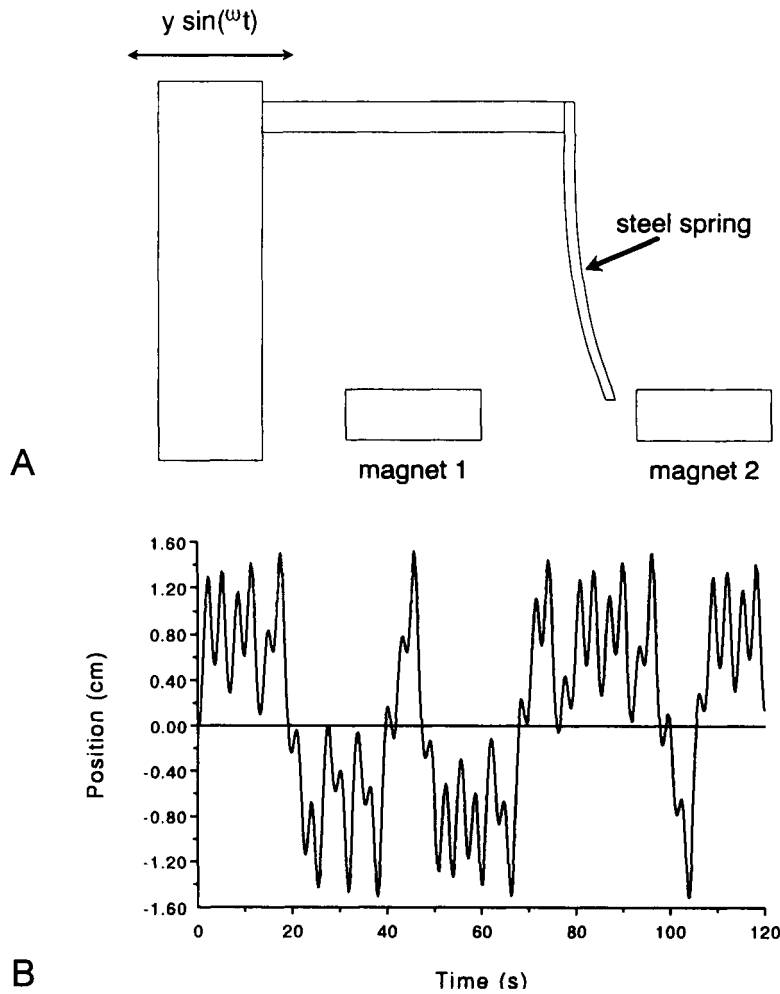 y sin(ωt)
steel spring
A
magnet 1
magnet 2
1.60
1.20
0.80
0.40
0.00
-0.40
-0.80
-1.20
-1.60
Position (cm)
0
20
40
60
80
100
120
B
Time (s)